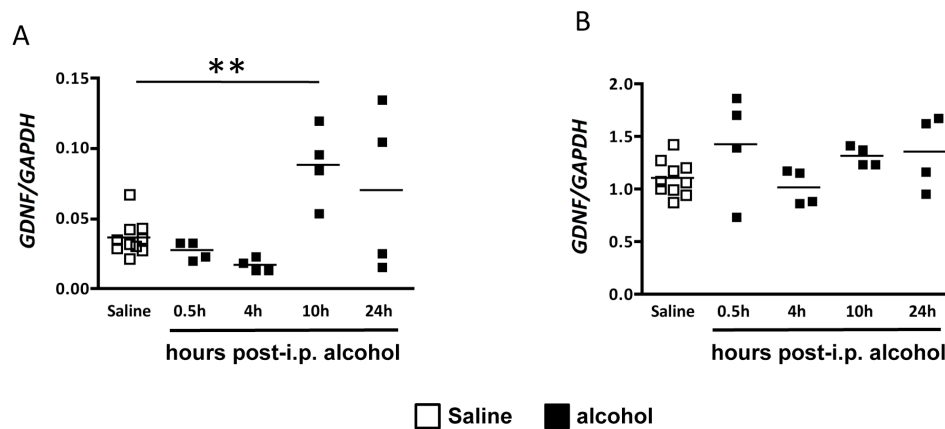 A
**
GDNF/GAPDH
0.15
0.10
0.05
0.00
Saline 0.5h 4h 10h 24h
hours post-i.p. alcohol
B
GDNF/GAPDH
2.0
1.5
1.0
0.5
0.0
Saline 0.5h 4h 10h 24h
hours post-i.p. alcohol
Saline alcohol